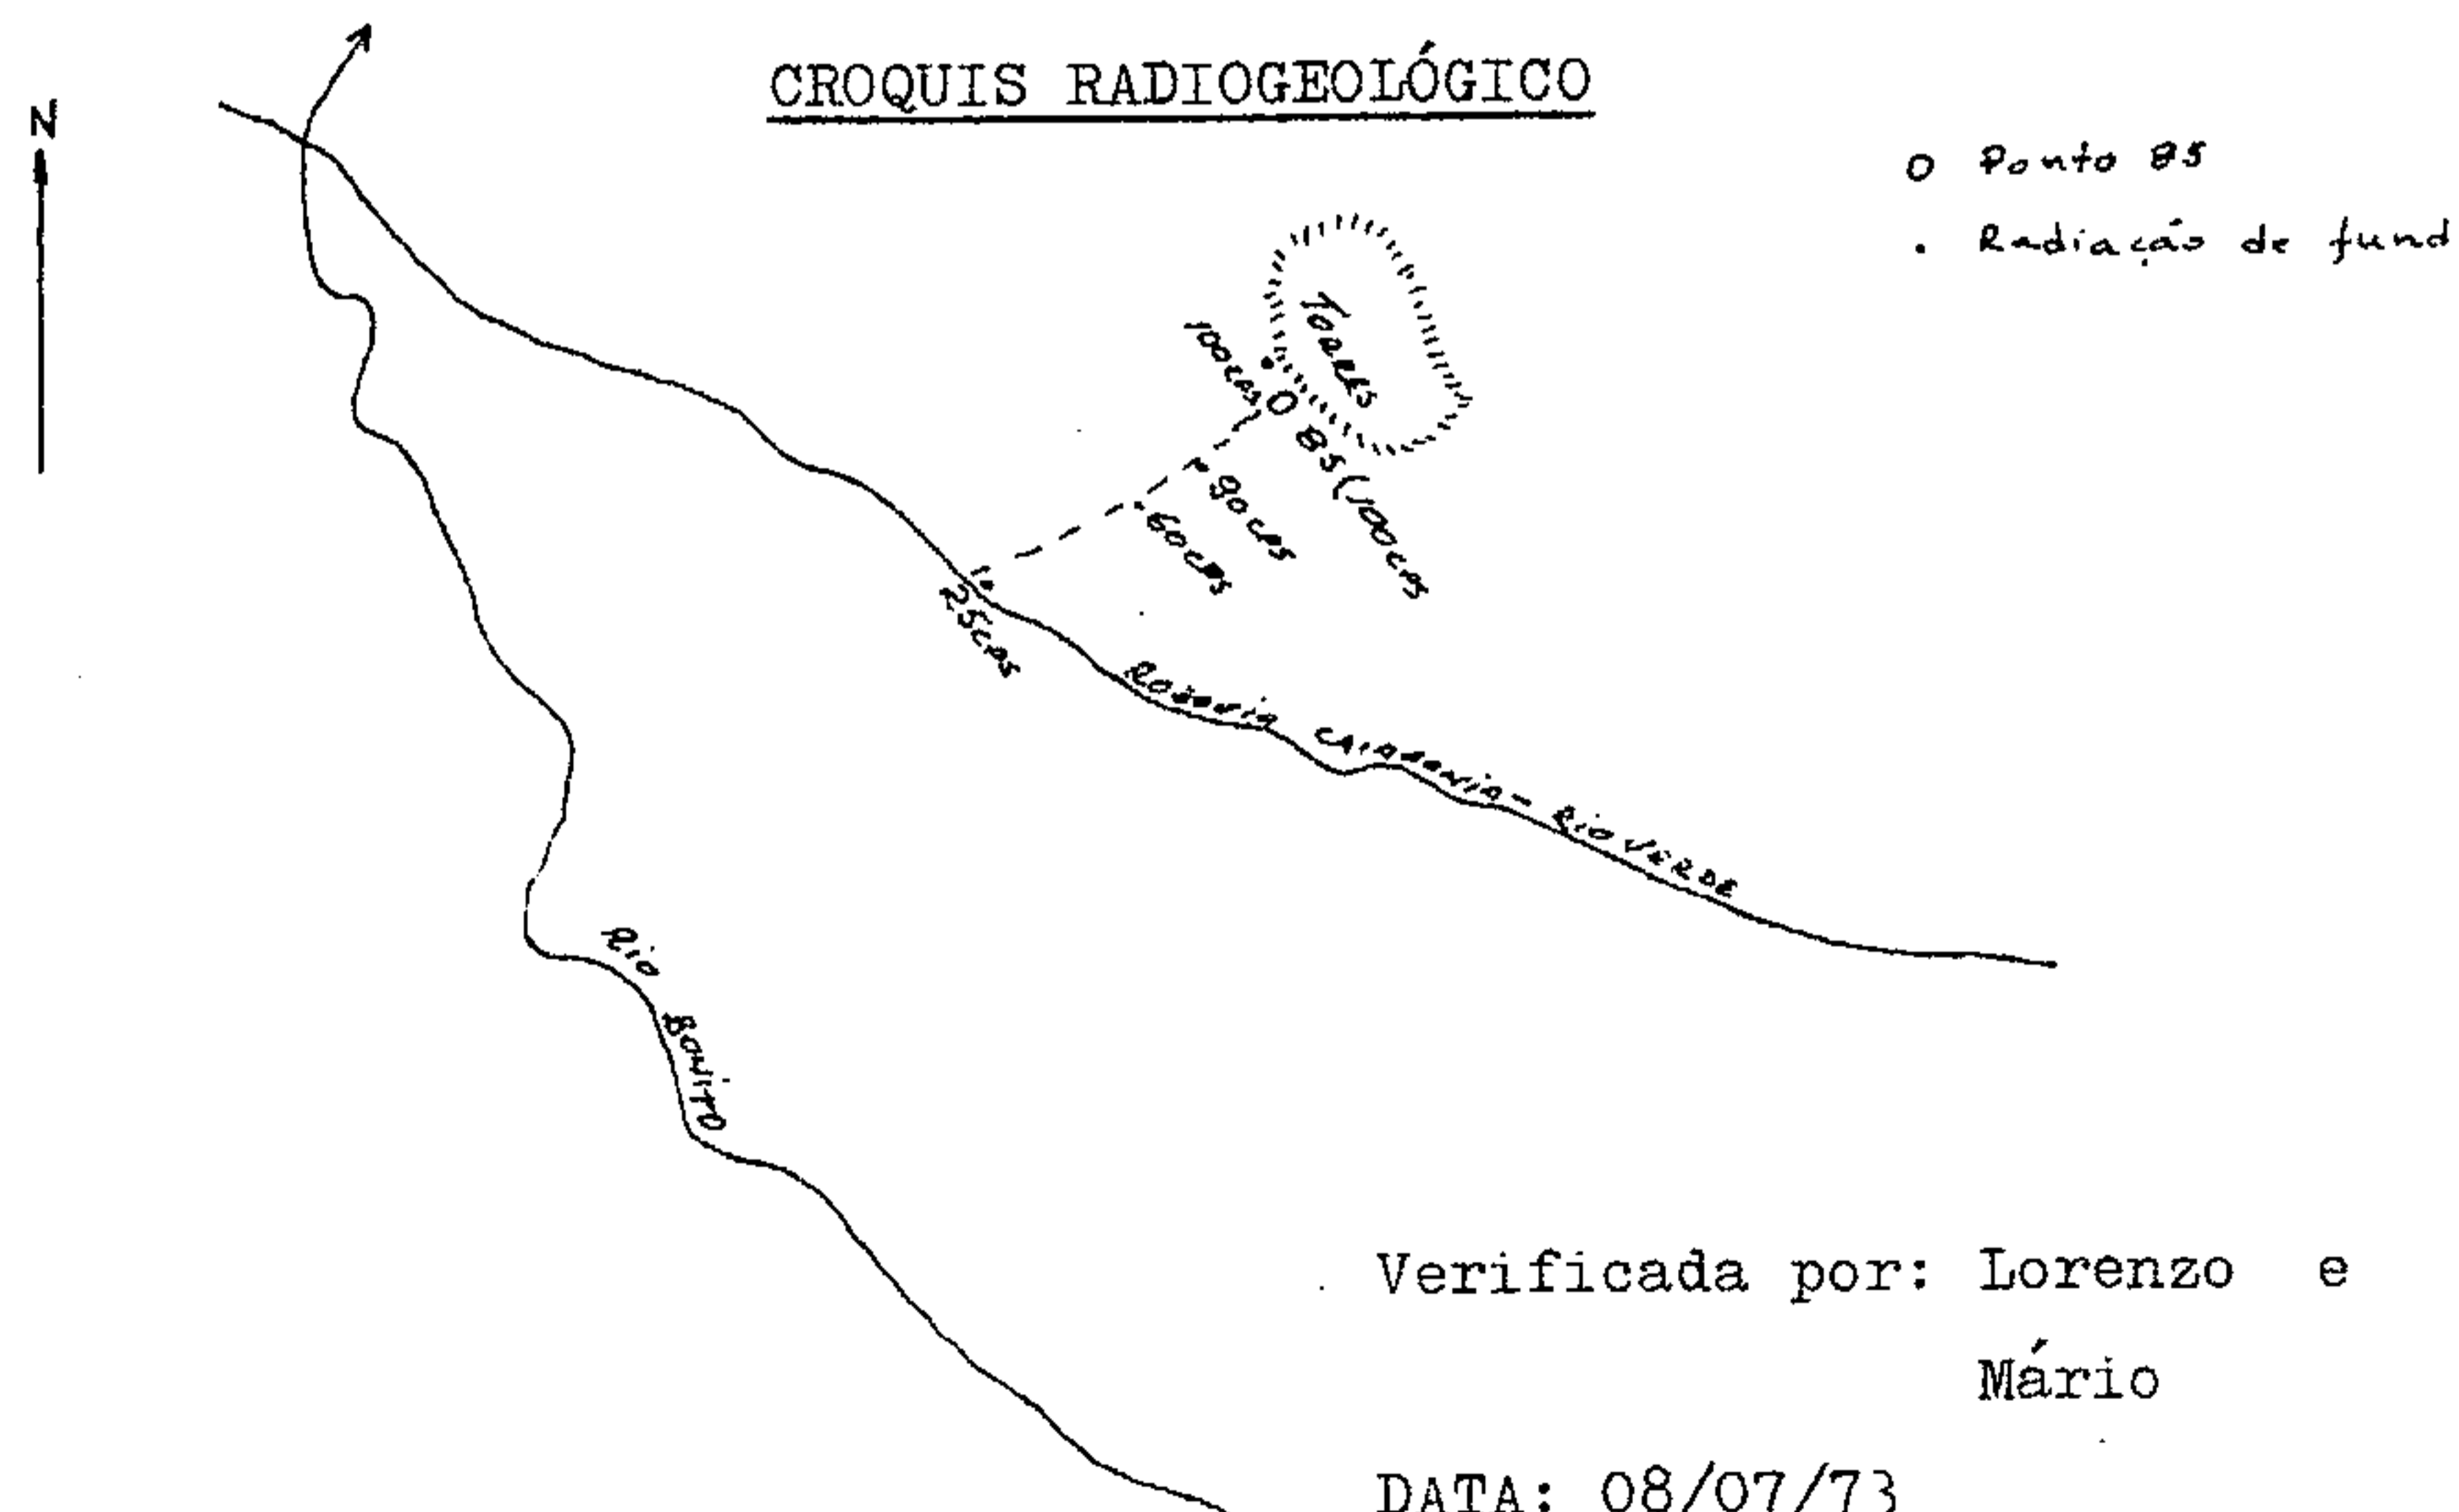 CROQUIS RADIOGEOLÓGICO
N
o Ponto 85
. Radiação de fund
100cps
85 (100cps
90cps
60cps
25cps
Rodovia CAIAPONIA - Rio VERDE
Rio BONITO
Verificada por: Lorenzo e
Mário
DATA: 08/07/73